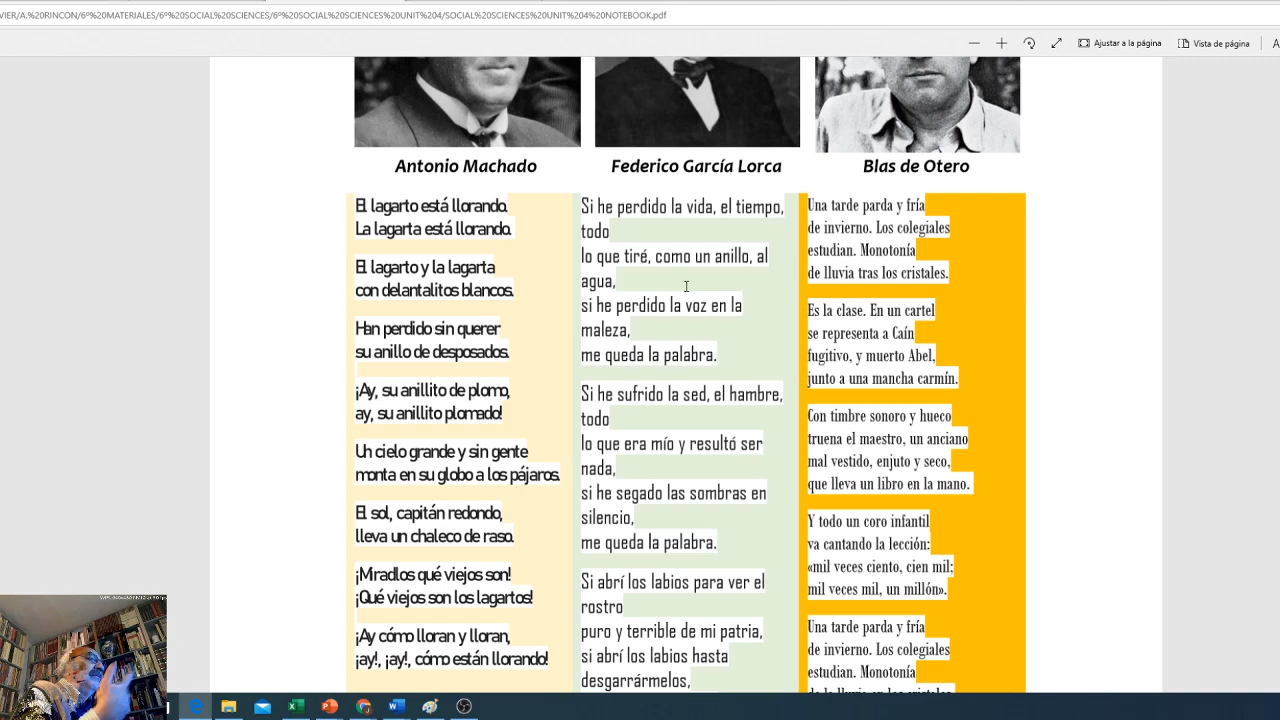 VIER/A.%20RINCON/6º%20MATERIALES/6º%20SOCIAL%20SCIENCES/6º%20SOCIAL%20SCIENCES%20UNIT%204/SOCIAL%20SCIENCES%20UNIT%204%20NOTEBOOK.pdf
Ajustar a la página
Vista de página
Antonio Machado
Federico García Lorca
Blas de Otero
El lagarto está llorando.
La lagarta está llorando.
El lagarto y la lagarta
con delantalitos blancos.
Han perdido sin querer
su anillo de desposados.
¡Ay, su anillito de plomo,
ay, su anillito plomado!
Un cielo grande y sin gente
monta en su globo a los pájaros.
El sol, capitán redondo,
lleva un chaleco de raso.
¡Miradlos qué viejos son!
¡Qué viejos son los lagartos!
¡Ay cómo lloran y lloran,
¡ay!, ¡ay!, cómo están llorando!
Si he perdido la vida, el tiempo,
todo
lo que tiré, como un anillo, al
agua,
si he perdido la voz en la
maleza,
me queda la palabra.
Si he sufrido la sed, el hambre,
todo
lo que era mío y resultó ser
nada,
si he segado las sombras en
silencio,
me queda la palabra.
Si abrí los labios para ver el
rostro
puro y terrible de mi patria,
si abrí los labios hasta
desgarrármelos,
Una tarde parda y fría
de invierno. Los colegiales
estudian. Monotonía
de lluvia tras los cristales.
Es la clase. En un cartel
se representa a Caín
fugitivo, y muerto Abel,
junto a una mancha carmín.
Con timbre sonoro y hueco
truena el maestro, un anciano
mal vestido, enjuto y seco,
que lleva un libro en la mano.
Y todo un coro infantil
va cantando la lección:
«mil veces ciento, cien mil;
mil veces mil, un millón».
Una tarde parda y fría
de invierno. Los colegiales
estudian. Monotonía
de la lluvia en los cristales.